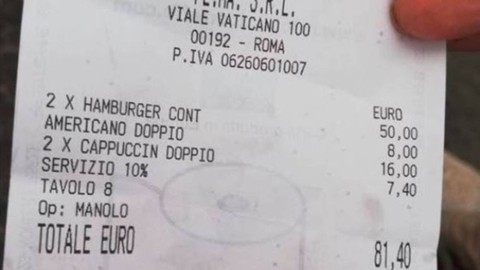 S.R.L.
VIALE VATICANO 100
00192 - ROMA
P.IVA 06260601007
EURO
2 X HAMBURGER CONT 50,00
AMERICANO DOPPIO 8,00
2 X CAPPUCCIN DOPPIO 16,00
SERVIZIO 10% 7,40
TAVOLO 8
Op: MANOLO
TOTALE EURO 81,40